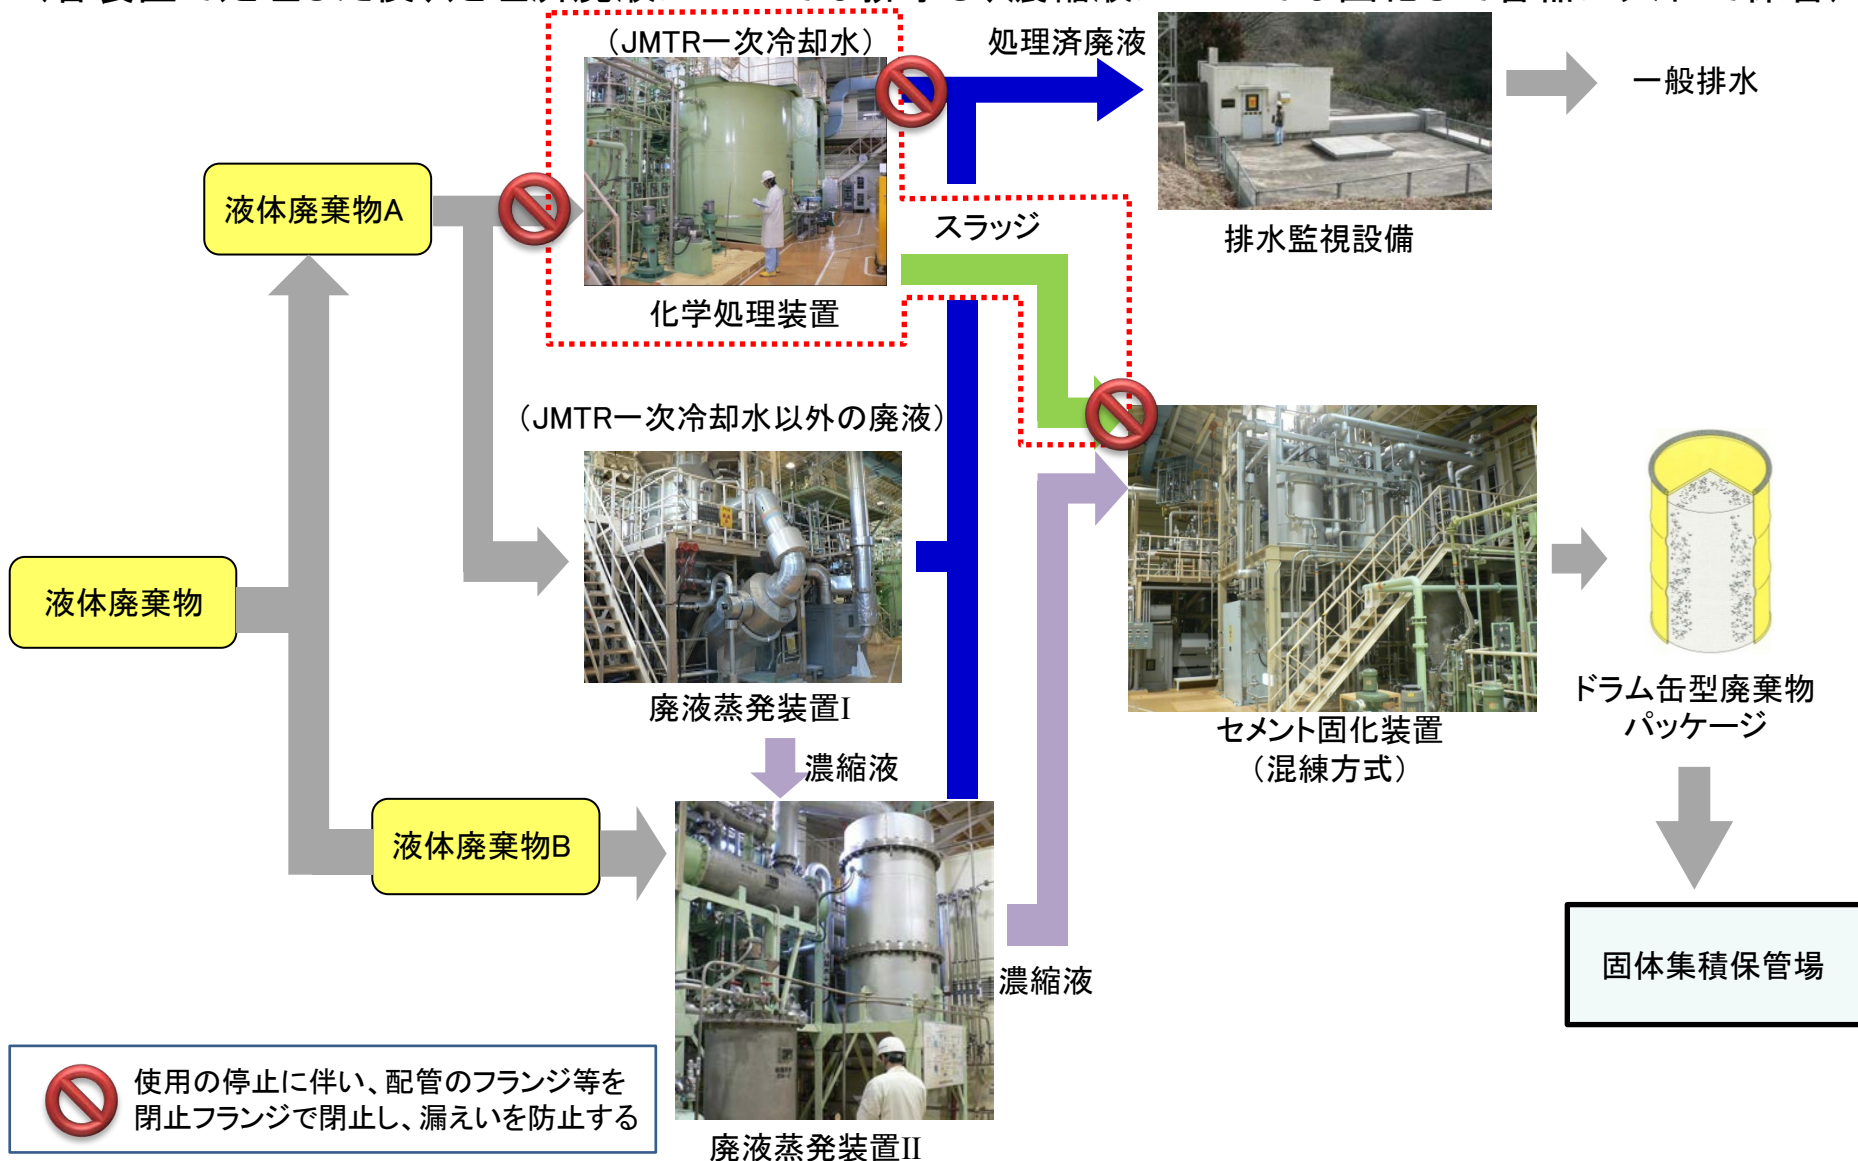 （JMTR一次冷却水）
処理済廃液
一般排水
液体廃棄物A
スラッジ
排水監視設備
化学処理装置
（JMTR一次冷却水以外の廃液）
液体廃棄物
廃液蒸発装置I
ドラム缶型廃棄物
パッケージ
セメント固化装置
（混練方式）
濃縮液
液体廃棄物B
固体集積保管場
濃縮液
使用の停止に伴い、配管のフランジ等を
閉止フランジで閉止し、漏えいを防止する
廃液蒸発装置II